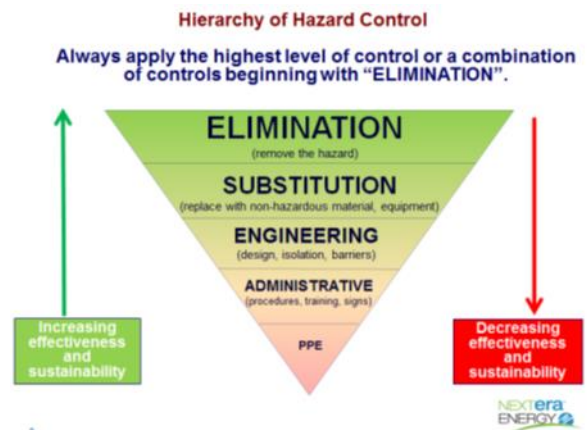 Hierarchy of Hazard Control
Always apply the highest level of control or a combination
of controls beginning with “ELIMINATION”.
ELIMINATION
(remove the hazard)
SUBSTITUTION
(replace with non-hazardous material, equipment)
ENGINEERING
(design, isolation, barriers)
ADMINISTRATIVE
(procedures, training, signs)
PPE
Increasing
effectiveness
and
sustainability
Decreasing
effectiveness
and
sustainability
NEXTera
ENERGY